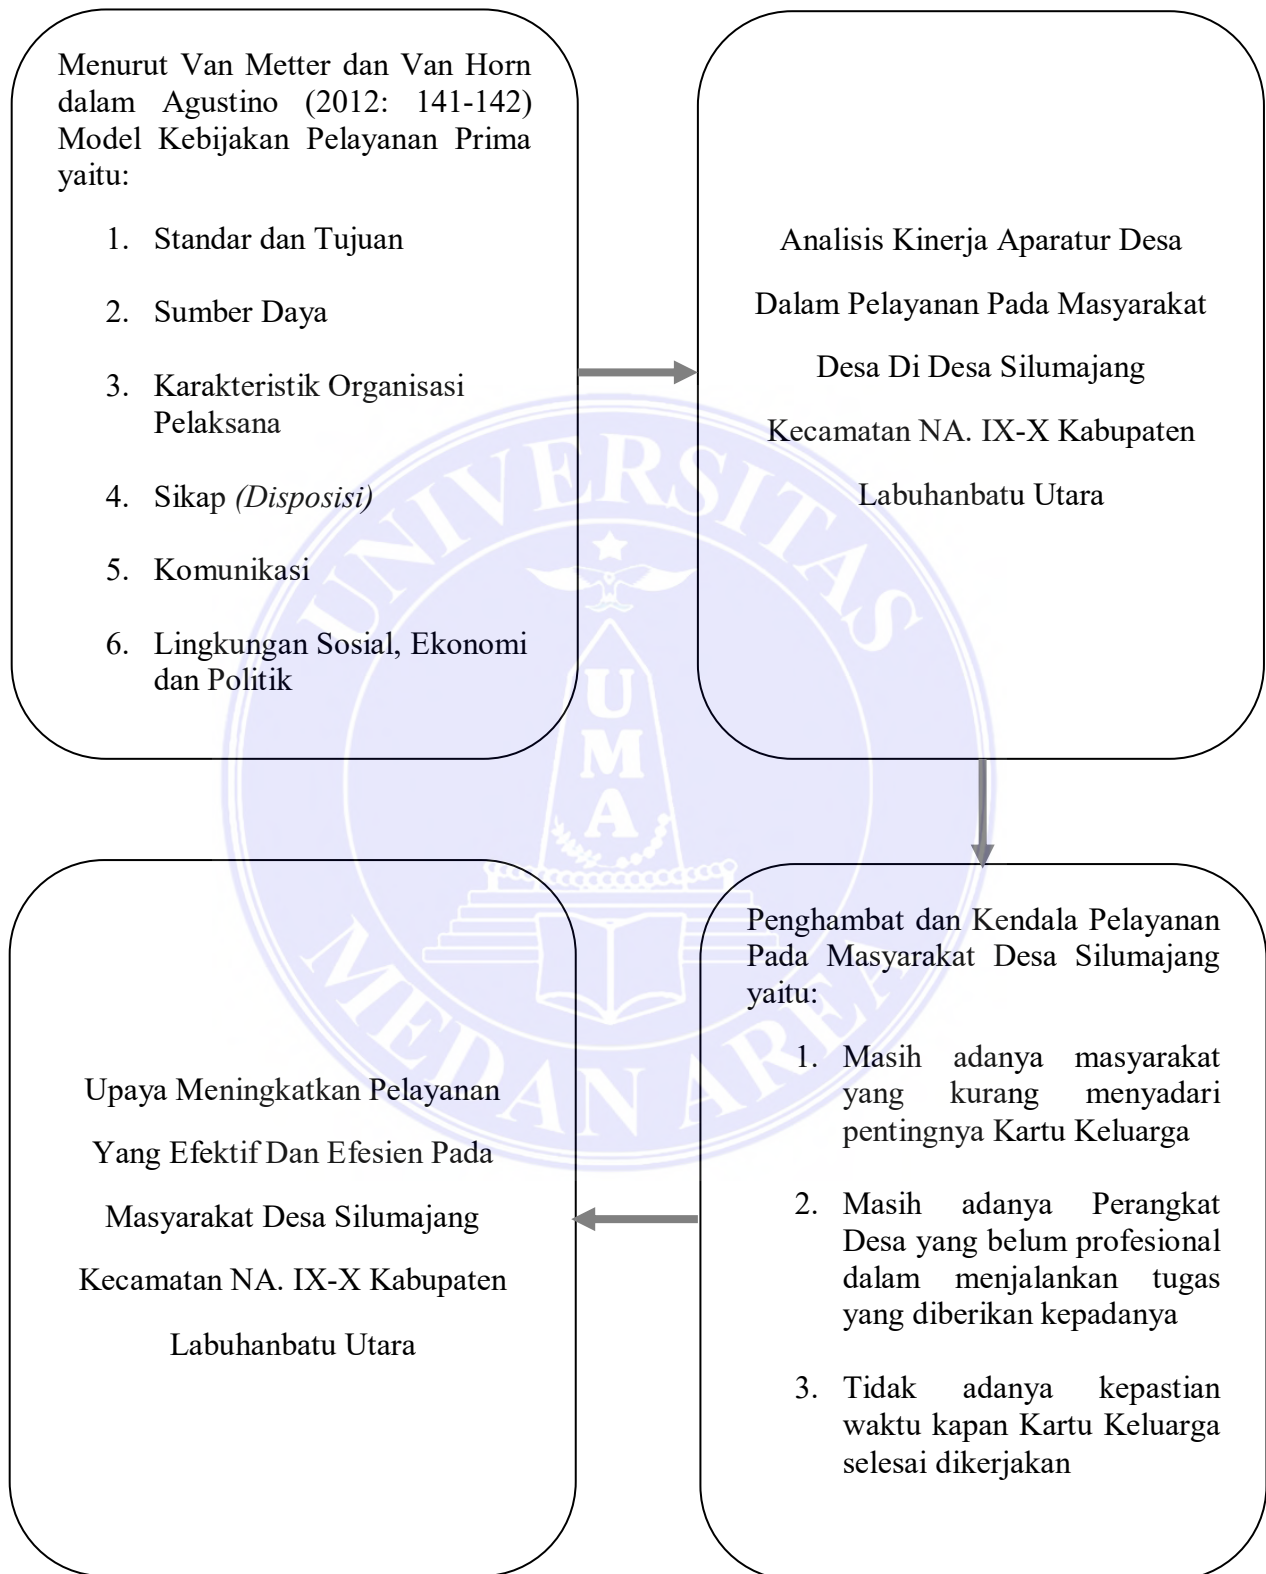 Menurut Van Metter dan Van Horn
dalam Agustino (2012: 141-142)
Model Kebijakan Pelayanan Prima
yaitu:
1. Standar dan Tujuan
2. Sumber Daya
3. Karakteristik Organisasi
Pelaksana
4. Sikap (Disposisi)
5. Komunikasi
6. Lingkungan Sosial, Ekonomi
dan Politik
Analisis Kinerja Aparatur Desa
Dalam Pelayanan Pada Masyarakat
Desa Di Desa Silumajang
Kecamatan NA. IX-X Kabupaten
Labuhanbatu Utara
Penghambat dan Kendala Pelayanan
Pada Masyarakat Desa Silumajang
yaitu:
1. Masih adanya masyarakat
yang kurang menyadari
pentingnya Kartu Keluarga
2. Masih adanya Perangkat
Desa yang belum profesional
dalam menjalankan tugas
yang diberikan kepadanya
3. Tidak adanya kepastian
waktu kapan Kartu Keluarga
selesai dikerjakan
Upaya Meningkatkan Pelayanan
Yang Efektif Dan Efesien Pada
Masyarakat Desa Silumajang
Kecamatan NA. IX-X Kabupaten
Labuhanbatu Utara
UNIVERSITAS
UMA
MEDAN AREA